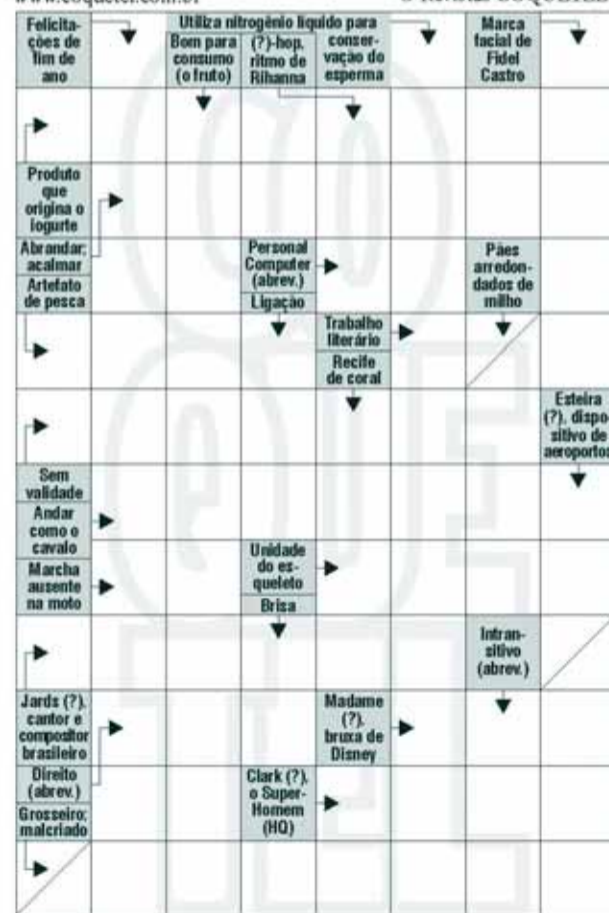 www.coquetel.com.br
Felicita-
ções de
fim de
ano
Utiliza nitrogênio líquido para
conser-
vação do
esperma
Bom para
consumo
(o fruto)
(?)-hop,
ritmo de
Rihanna
Marca
facial de
Fidel
Castro
Produto
que
origina o
iogurte
Abrandar;
acalmar
Artefato
de pesca
Personal
Computer
(abrev.)
Ligação
Pães
arredon-
dados de
milho
Trabalho
literário
Recife
de coral
Esteira
(?), dispo-
sitivo de
aeroportos
Sem
validade
Andar
como o
cavalo
Marcha
ausente
na moto
Unidade
do es-
queleto
Brisa
Intran-
sitivo
(abrev.)
Jards (?),
cantor e
compositor
brasileiro
Direito
(abrev.)
Grosseiro;
malcriado
Madame
(?),
bruxa de
Disney
Clark (?),
o Super-
Homem
(HQ)